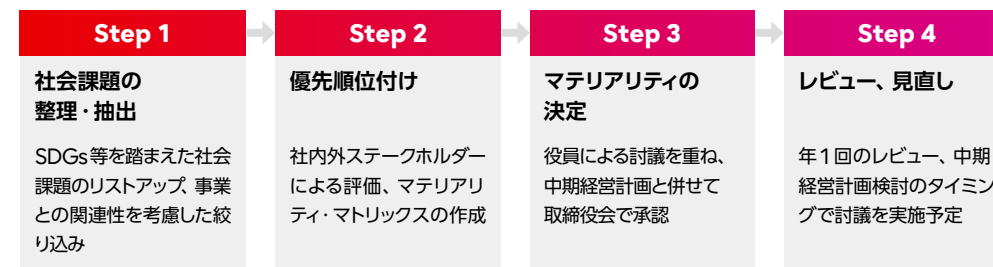 Step 1
社会課題の
整理・抽出
SDGs等を踏まえた社会
課題のリストアップ、事業
との関連性を考慮した絞
り込み
Step 2
優先順位付け
社内外ステークホルダー
による評価、マテリアリ
ティ・マトリックスの作成
Step 3
マテリアリティの
決定
役員による討議を重ね、
中期経営計画と併せて
取締役会で承認
Step 4
レビュー、見直し
年1回のレビュー、中期
経営計画検討のタイミン
グで討議を実施予定